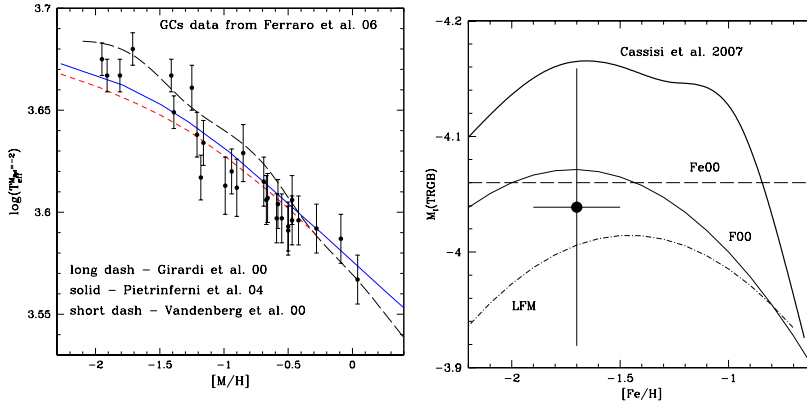 GCs data from Ferraro et al. 06
3.7
3.65
3.6
3.55
long dash – Girardi et al. 00
solid – Pietrinferni et al. 04
short dash – Vandenberg et al. 00
−2
−1.5
−1
−0.5
0
[M/H]
−4.2
−4.1
−4
−3.9
M_I(TRGB)
Cassisi et al. 2007
Fe00
F00
LFM
−2
−1.5
−1
[Fe/H]